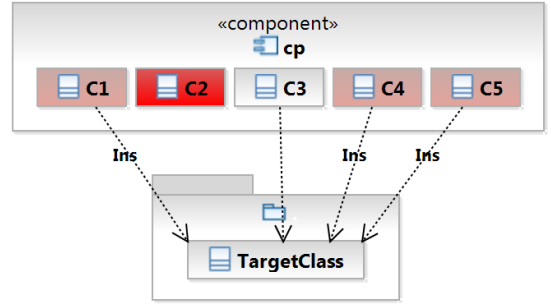 «component»
cp
C1 C2 C3 C4 C5
Ins Ins Ins
TargetClass